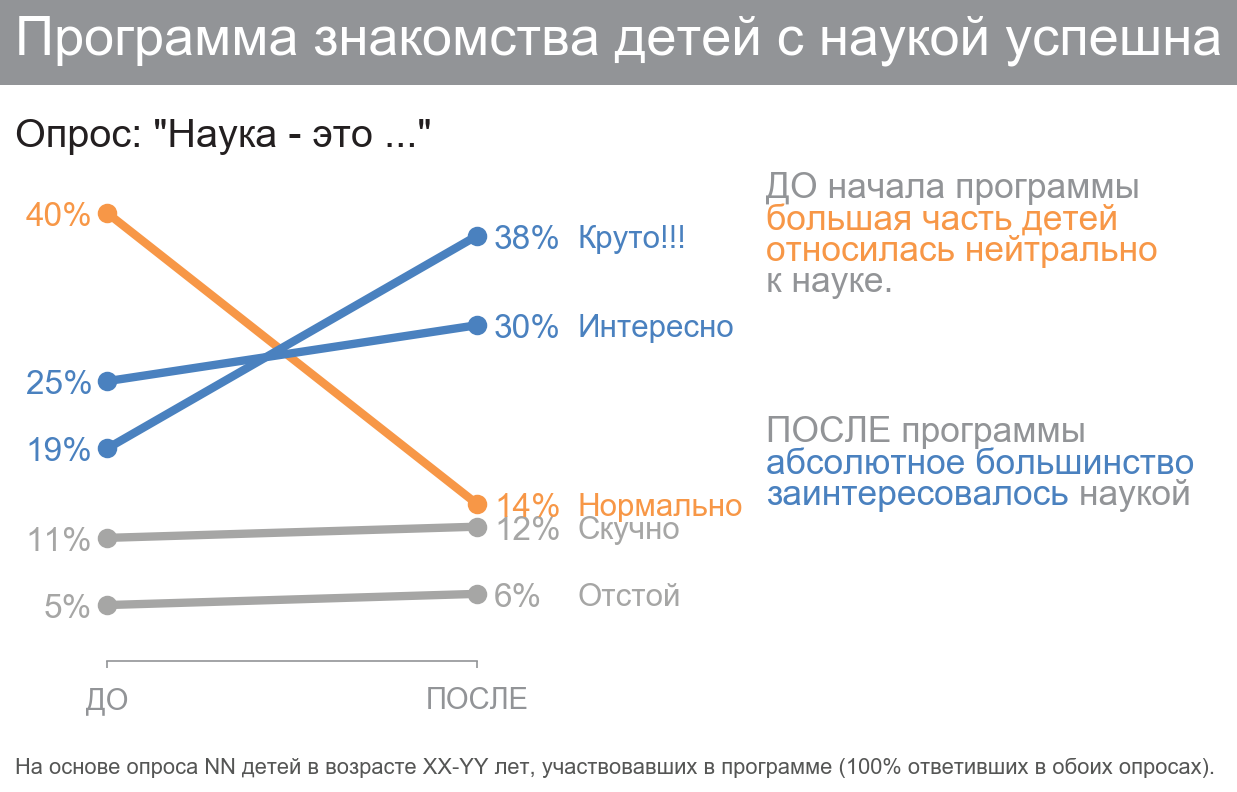 Программа знакомства детей с наукой успешна
Опрос: "Наука - это ..."
40%
25%
19%
11%
5%
38% Круто!!!
30% Интересно
14% Нормально
12% Скучно
6% Отстой
ДО ПОСЛЕ
ДО начала программы
большая часть детей
относилась нейтрально
к науке.
ПОСЛЕ программы
абсолютное большинство
заинтересовалось наукой
На основе опроса NN детей в возрасте XX-YY лет, участвовавших в программе (100% ответивших в обоих опросах).